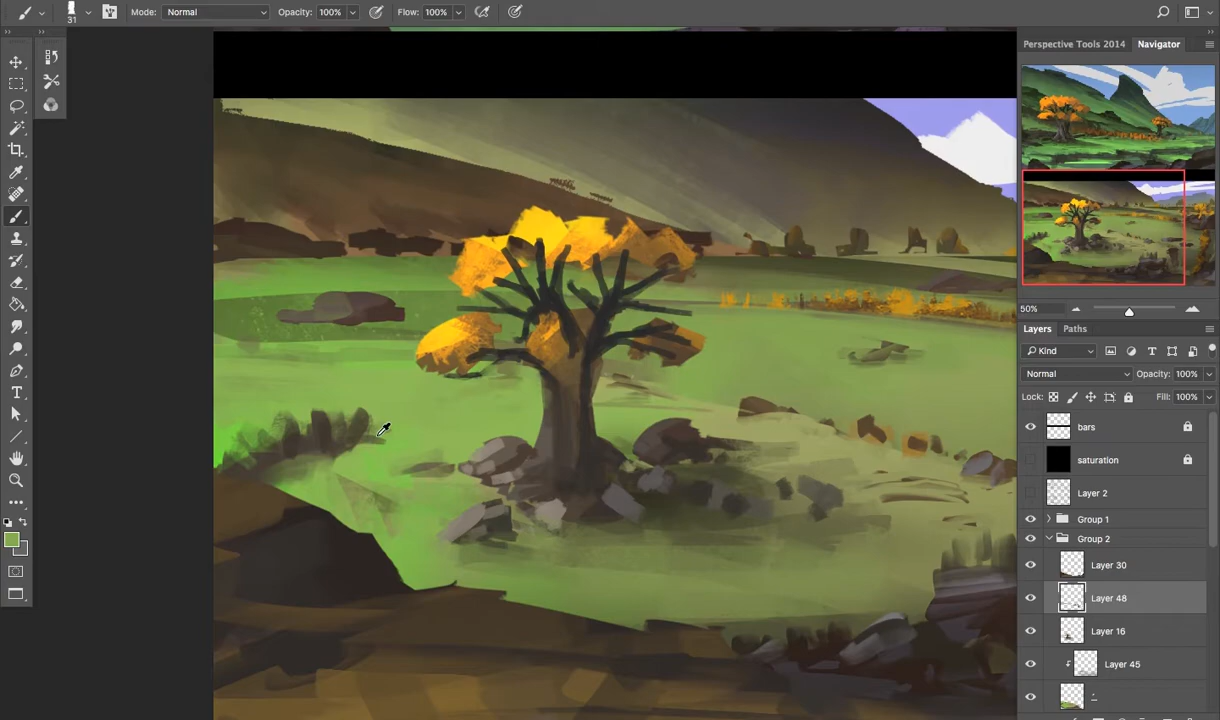 31
Mode: Normal
Opacity: 100%
Flow: 100%
Perspective Tools 2014
Navigator
50%
Layers
Paths
Kind
Normal
Opacity: 100%
Lock:
Fill: 100%
bars
saturation
Layer 2
Group 1
Group 2
Layer 30
Layer 48
Layer 16
Layer 45